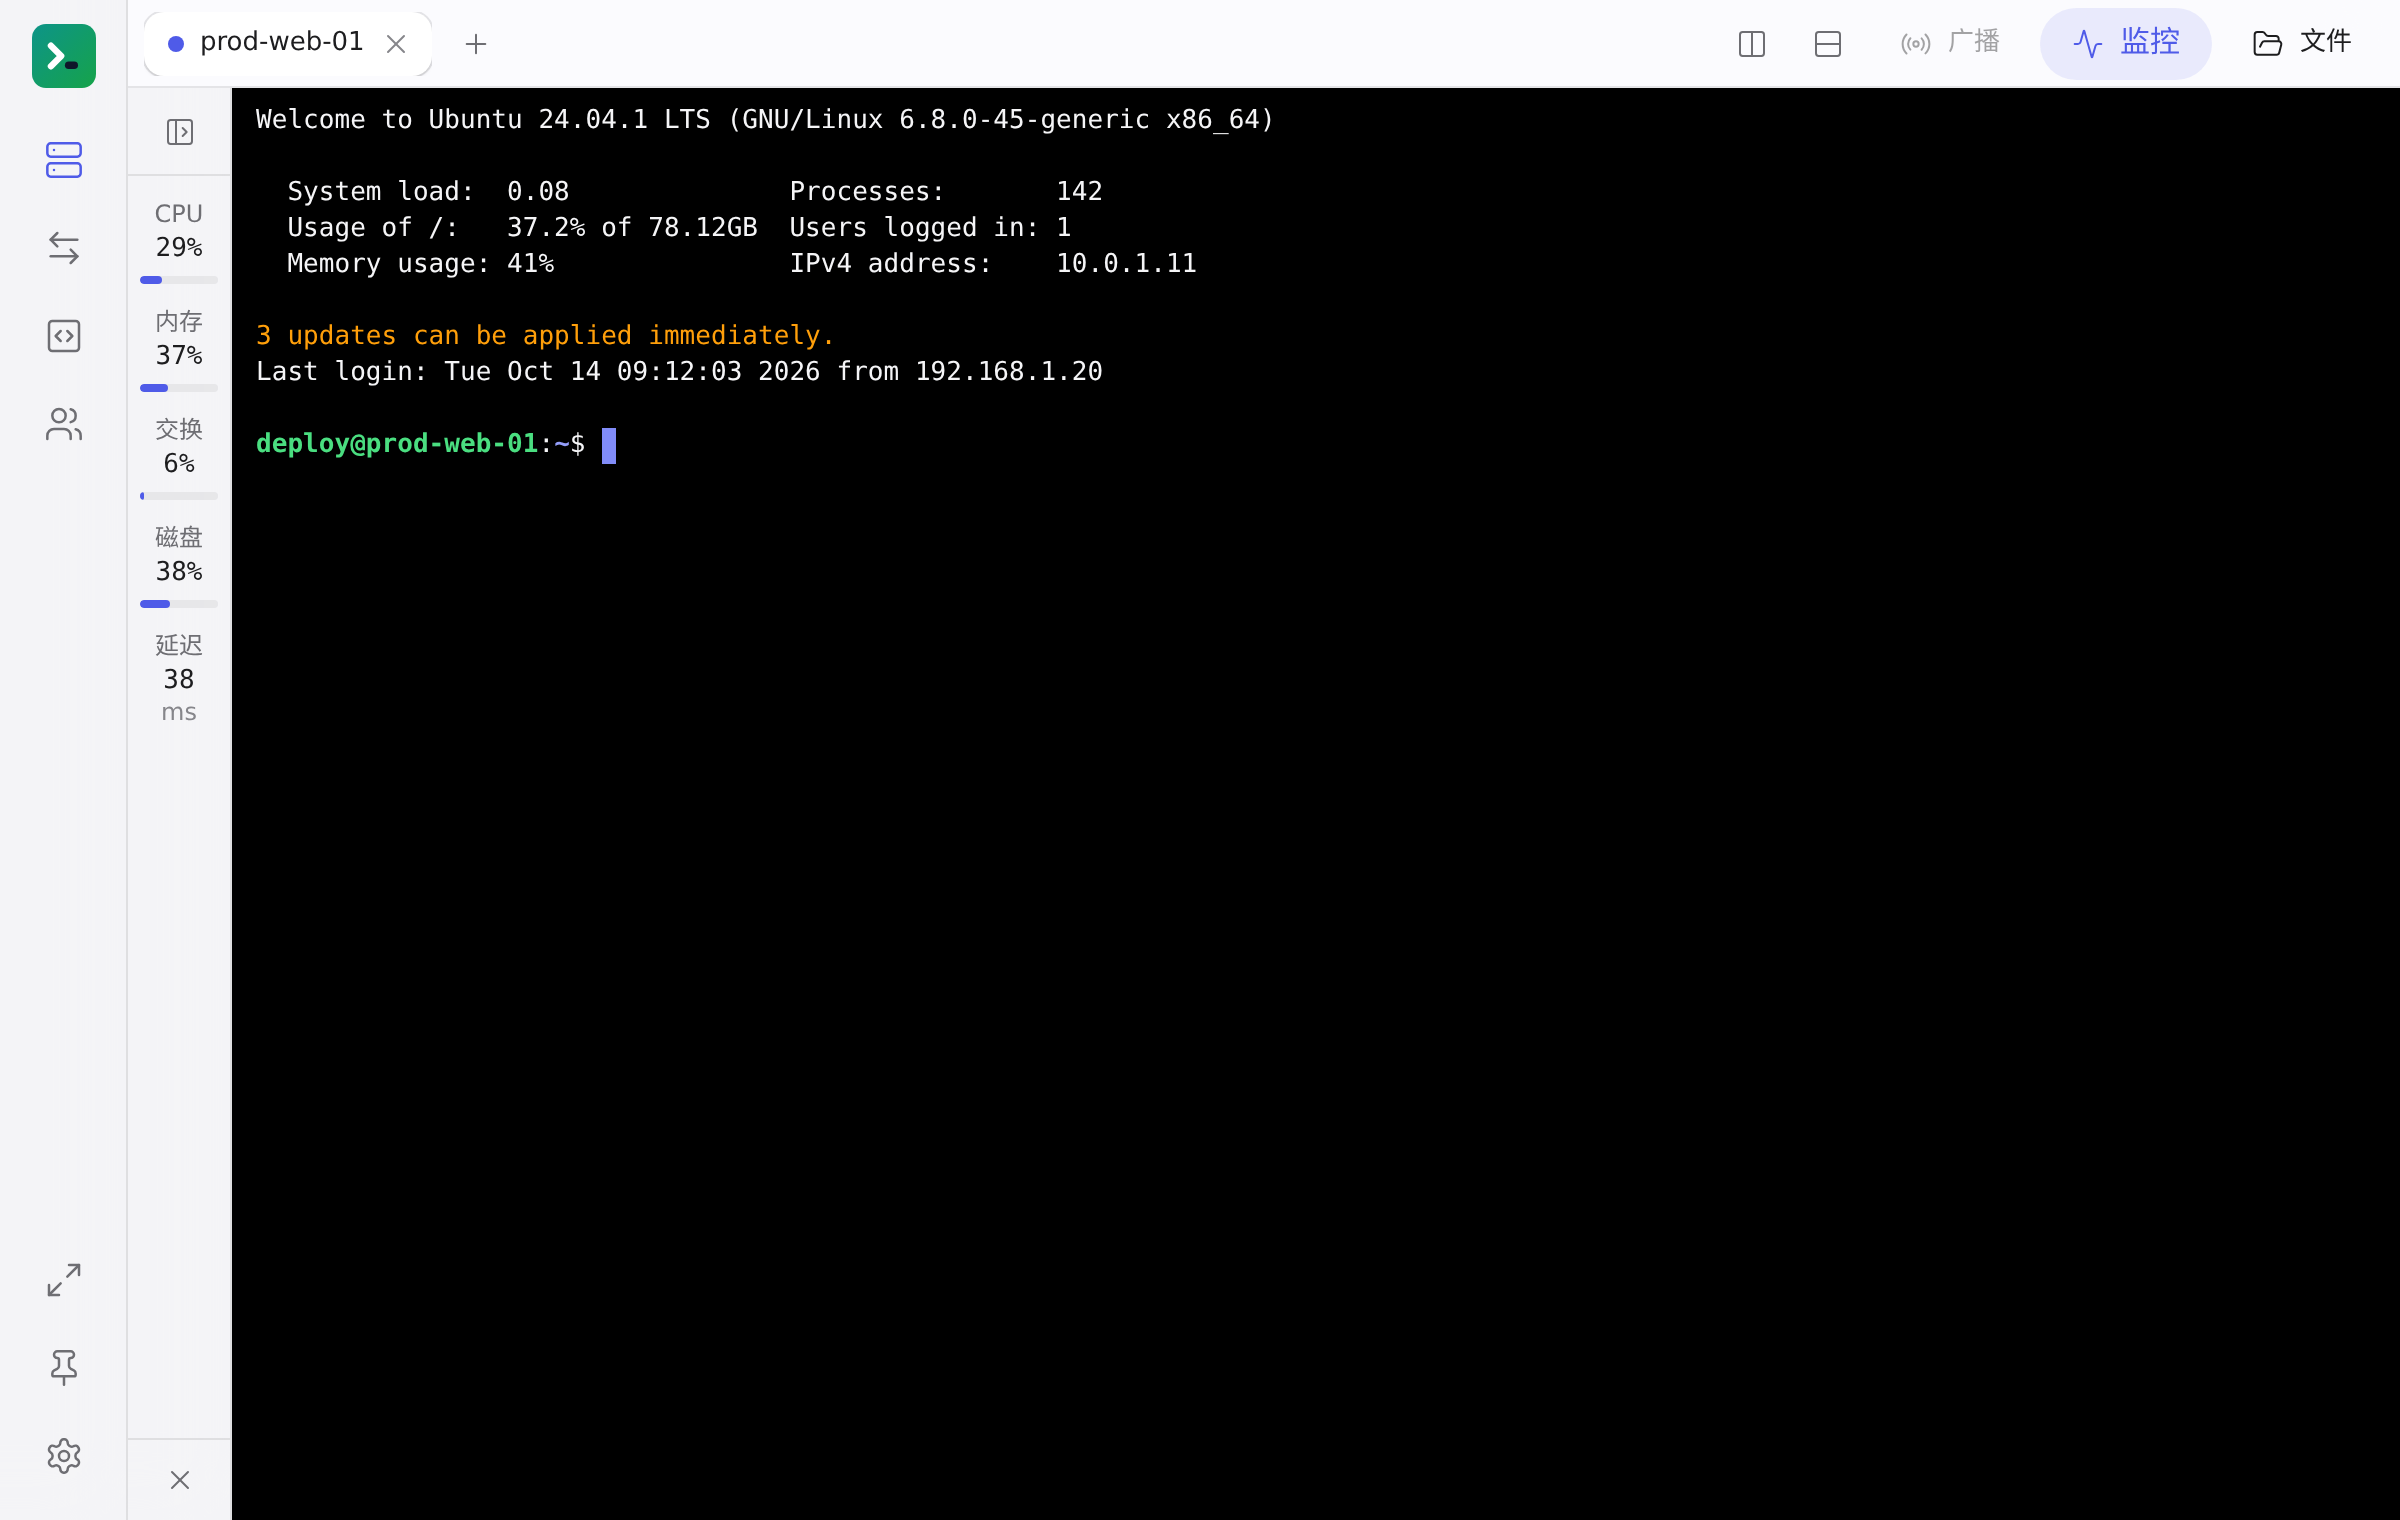 prod-web-01
广播
监控
文件
CPU
29%
内存
37%
交换
6%
磁盘
38%
延迟
38
ms
Welcome to Ubuntu 24.04.1 LTS (GNU/Linux 6.8.0-45-generic x86_64)
System load:  0.08              Processes:       142
Usage of /:   37.2% of 78.12GB  Users logged in: 1
Memory usage: 41%               IPv4 address:    10.0.1.11
3 updates can be applied immediately.
Last login: Tue Oct 14 09:12:03 2026 from 192.168.1.20
deploy@prod-web-01:~$